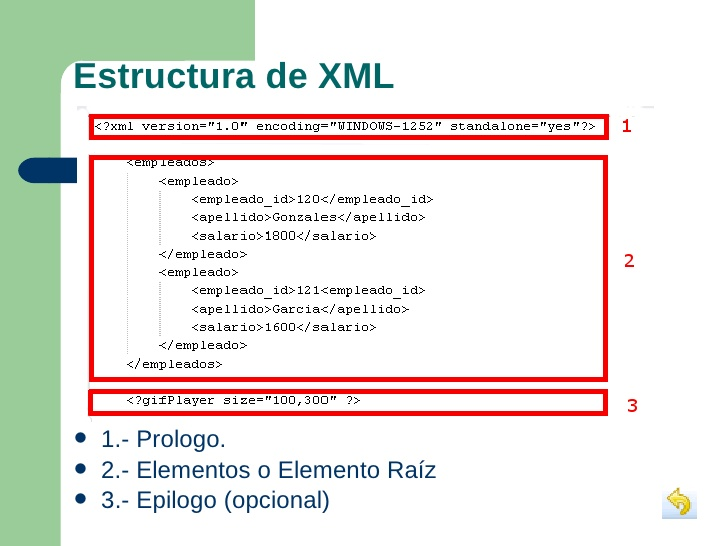 Estructura de XML
<?xml version="1.0" encoding="WINDOWS-1252" standalone="yes"?>
1
<empleados>
<empleado>
<empleado_id>120</empleado_id>
<apellido>Gonzales</apellido>
<salario>1800</salario>
</empleado>
2
<empleado>
<empleado_id>121<empleado_id>
<apellido>Garcia</apellido>
<salario>1600</salario>
</empleado>
</empleados>
<?gifPlayer size="100,300" ?>
3
1.- Prologo.
2.- Elementos o Elemento Raíz
3.- Epilogo (opcional)